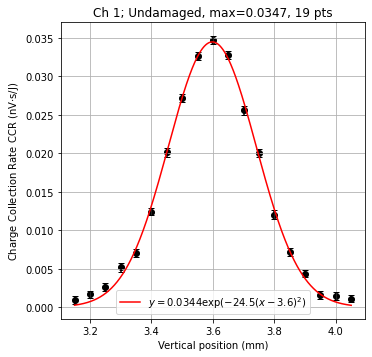 Ch 1; Undamaged, max=0.0347, 19 pts
Charge Collection Rate CCR (nV·s/J)
0.035
0.030
0.025
0.020
0.015
0.010
0.005
0.000
y = 0.0344exp(−24.5(x − 3.6)²)
3.2 3.4 3.6 3.8 4.0
Vertical position (mm)